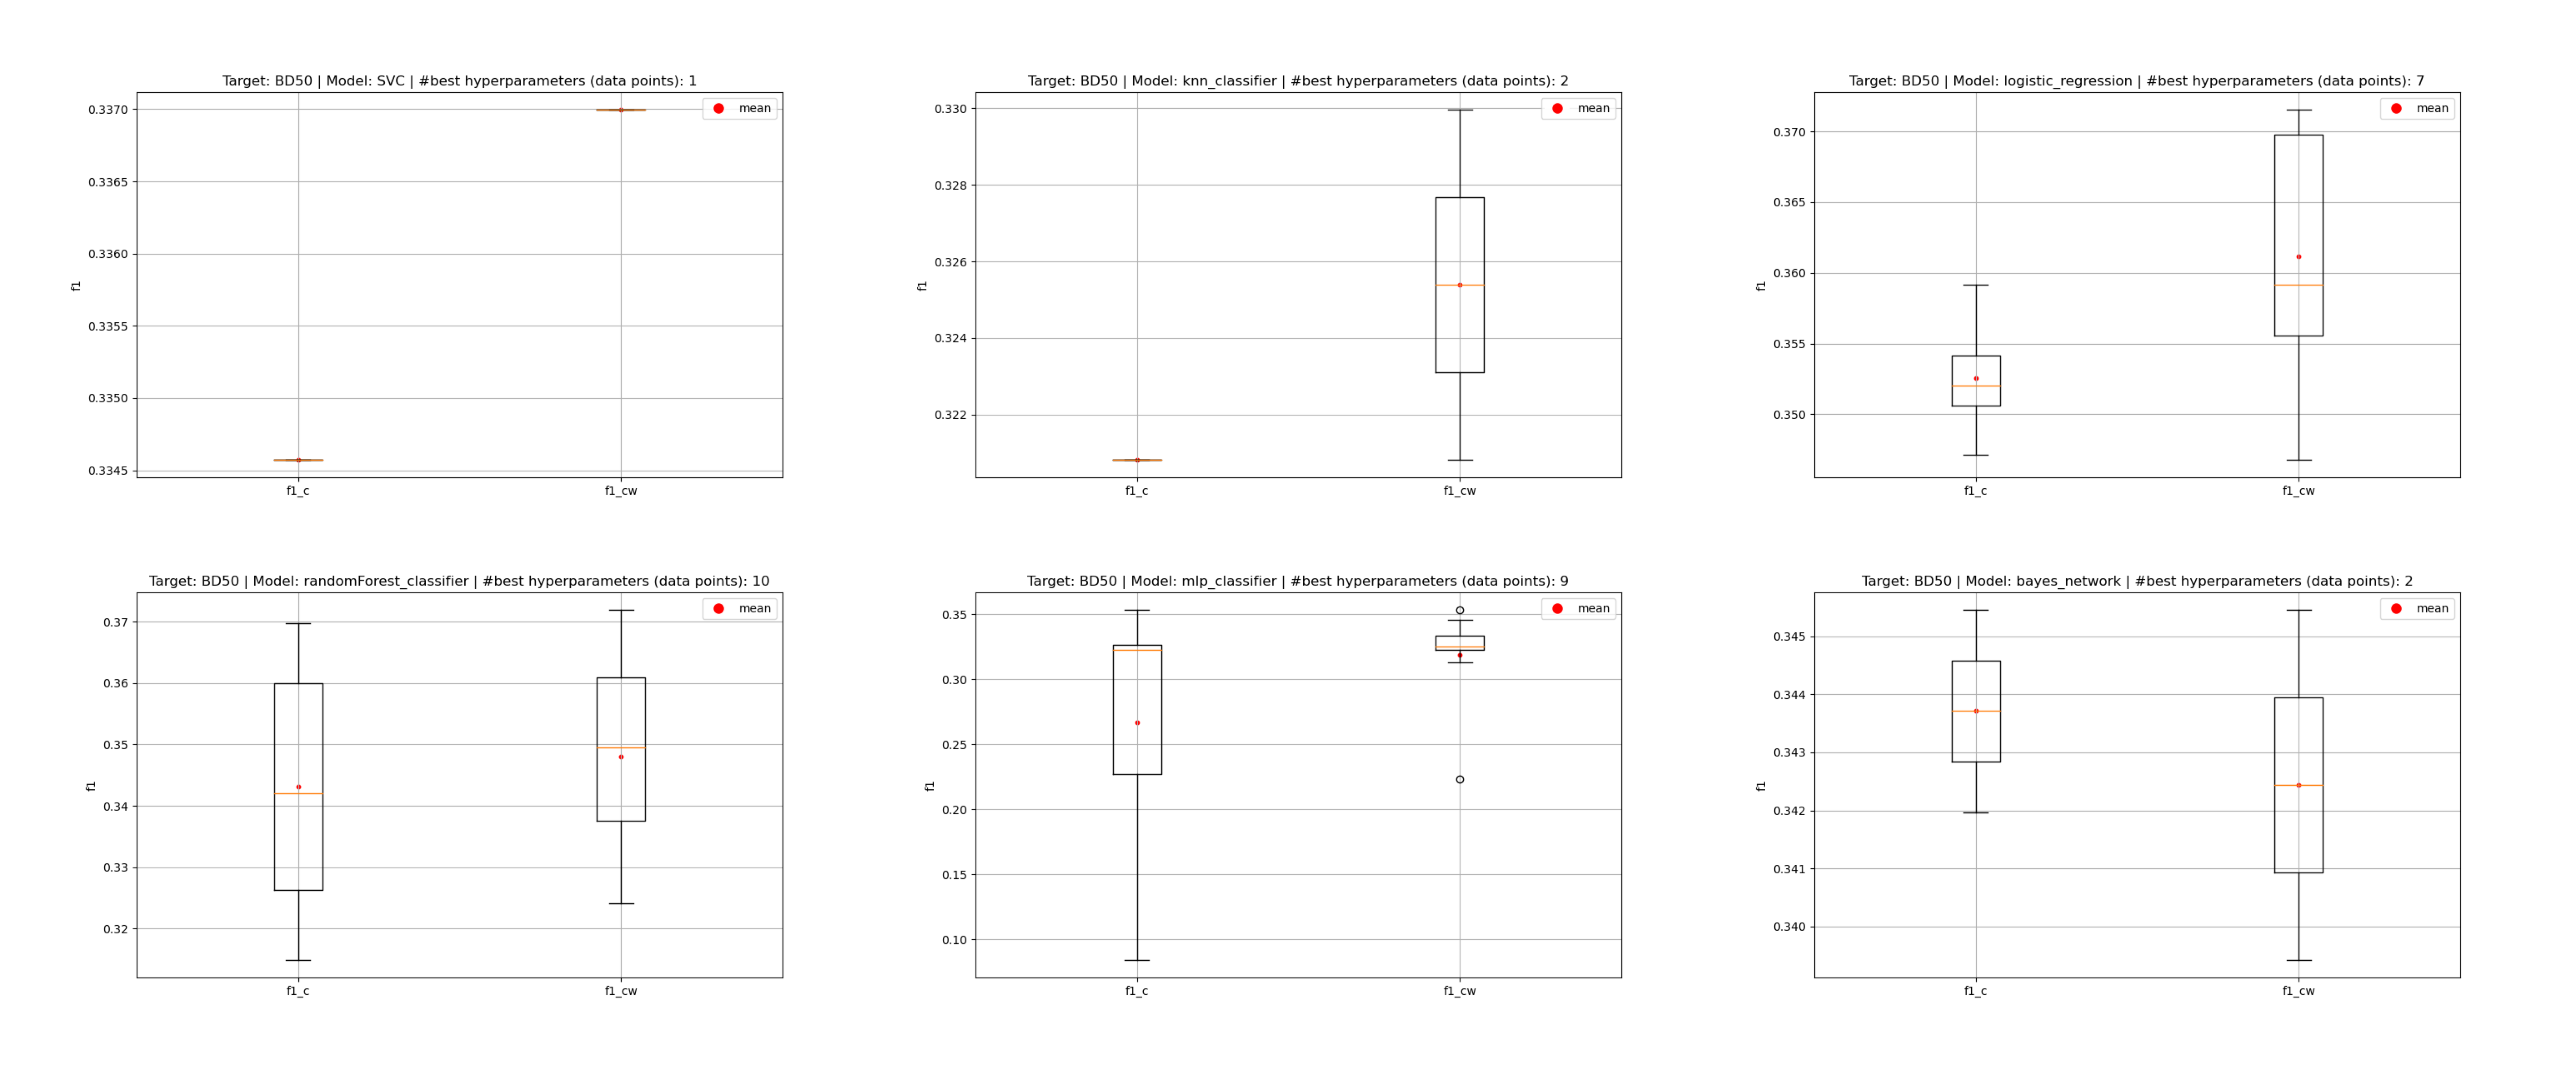 Target: BD50 | Model: SVC | #best hyperparameters (data points): 1
mean
0.3370
0.3365
0.3360
0.3355
0.3350
0.3345
f1
f1_c
f1_cw
Target: BD50 | Model: knn_classifier | #best hyperparameters (data points): 2
mean
0.330
0.328
0.326
0.324
0.322
f1
f1_c
f1_cw
Target: BD50 | Model: logistic_regression | #best hyperparameters (data points): 7
mean
0.370
0.365
0.360
0.355
0.350
f1
f1_c
f1_cw
Target: BD50 | Model: randomForest_classifier | #best hyperparameters (data points): 10
mean
0.37
0.36
0.35
0.34
0.33
0.32
f1
f1_c
f1_cw
Target: BD50 | Model: mlp_classifier | #best hyperparameters (data points): 9
mean
0.35
0.30
0.25
0.20
0.15
0.10
f1
f1_c
f1_cw
Target: BD50 | Model: bayes_network | #best hyperparameters (data points): 2
mean
0.345
0.344
0.343
0.342
0.341
0.340
f1
f1_c
f1_cw